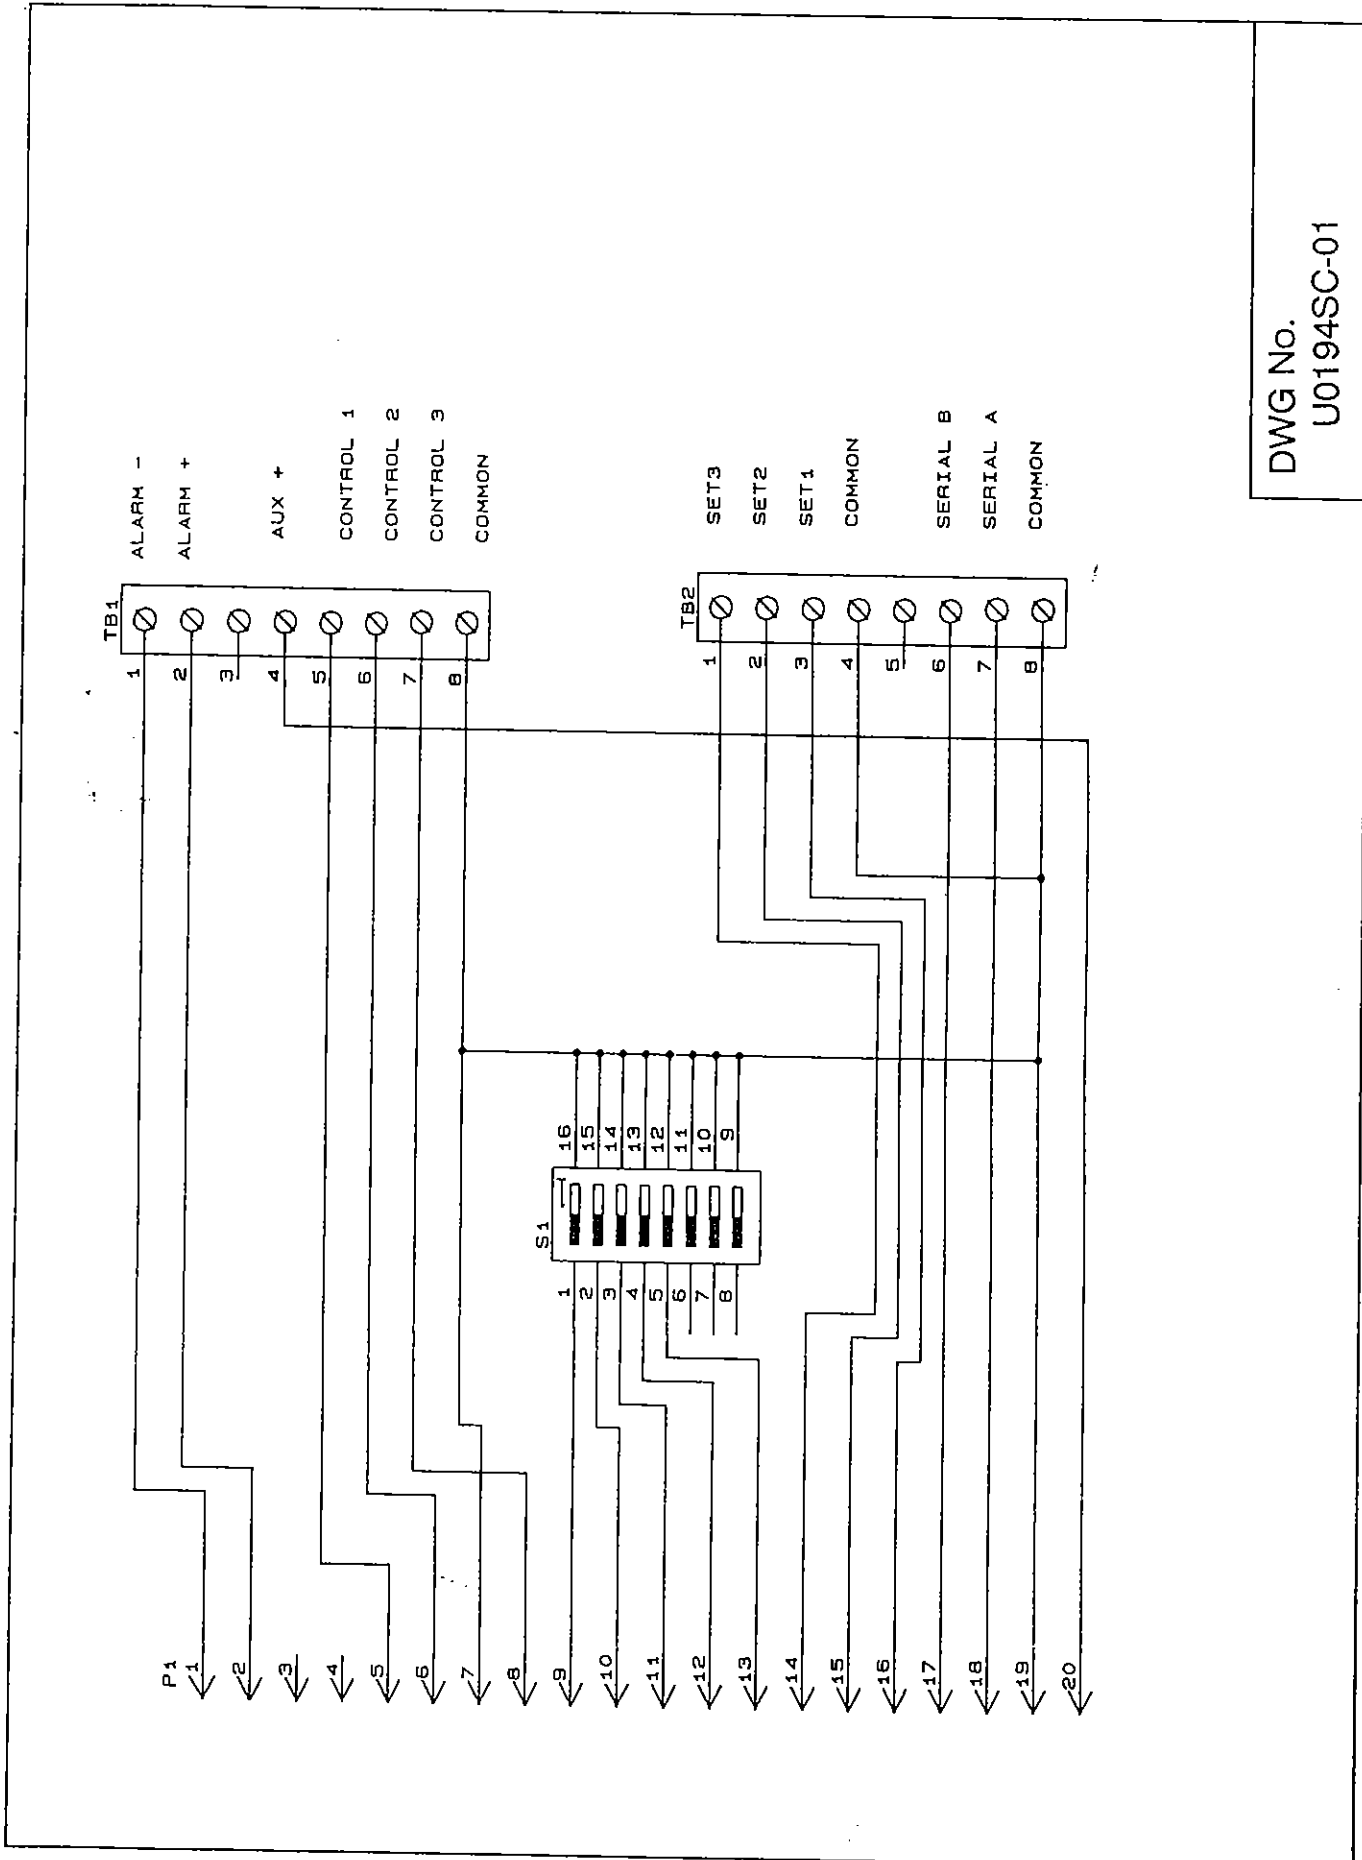 TB1
1
2
3
4
5
6
7
8
ALARM -
ALARM +
AUX +
CONTROL 1
CONTROL 2
CONTROL 3
COMMON
TB2
1
2
3
4
5
6
7
8
SET3
SET2
SET1
COMMON
SERIAL B
SERIAL A
COMMON
S1
16
15
14
13
12
11
10
9
1
2
3
4
5
6
7
8
P1
1
2
3
4
5
6
7
8
9
10
11
12
13
14
15
16
17
18
19
20
DWG No.
U0194SC-01